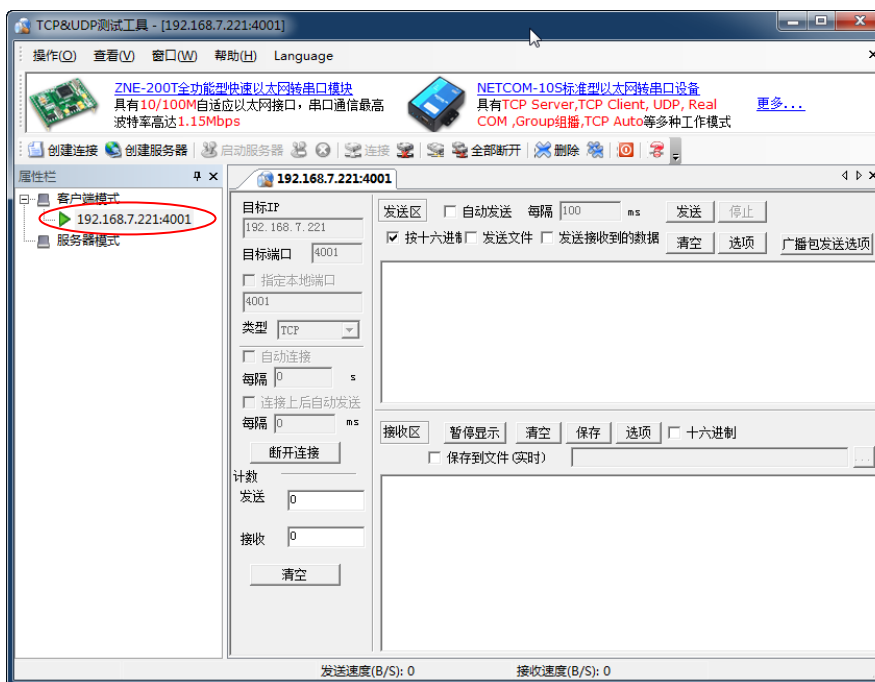 TCP&UDP测试工具 - [192.168.7.221:4001]
操作(O) 查看(V) 窗口(W) 帮助(H) Language
ZNE-200T全功能型快速以太网转串口模块
具有10/100M自适应以太网接口，串口通信最高
波特率高达1.15Mbps
NETCOM-10S标准型以太网转串口设备
具有TCP Server,TCP Client, UDP, Real
COM ,Group组播,TCP Auto等多种工作模式
更多...
创建连接 创建服务器 启动服务器 连接 全部断开 删除
属性栏
客户端模式
192.168.7.221:4001
服务器模式
192.168.7.221:4001
目标IP
192.168.7.221
目标端口 4001
指定本地端口
4001
类型 TCP
自动连接
每隔 0 s
连接上后自动发送
每隔 0 ms
断开连接
计数
发送 0
接收 0
清空
发送区 自动发送 每隔 100 ms 发送 停止
按十六进制 发送文件 发送接收到的数据 清空 选项 广播包发送选项
接收区 暂停显示 清空 保存 选项 十六进制
保存到文件(实时) ...
发送速度(B/S): 0 接收速度(B/S): 0